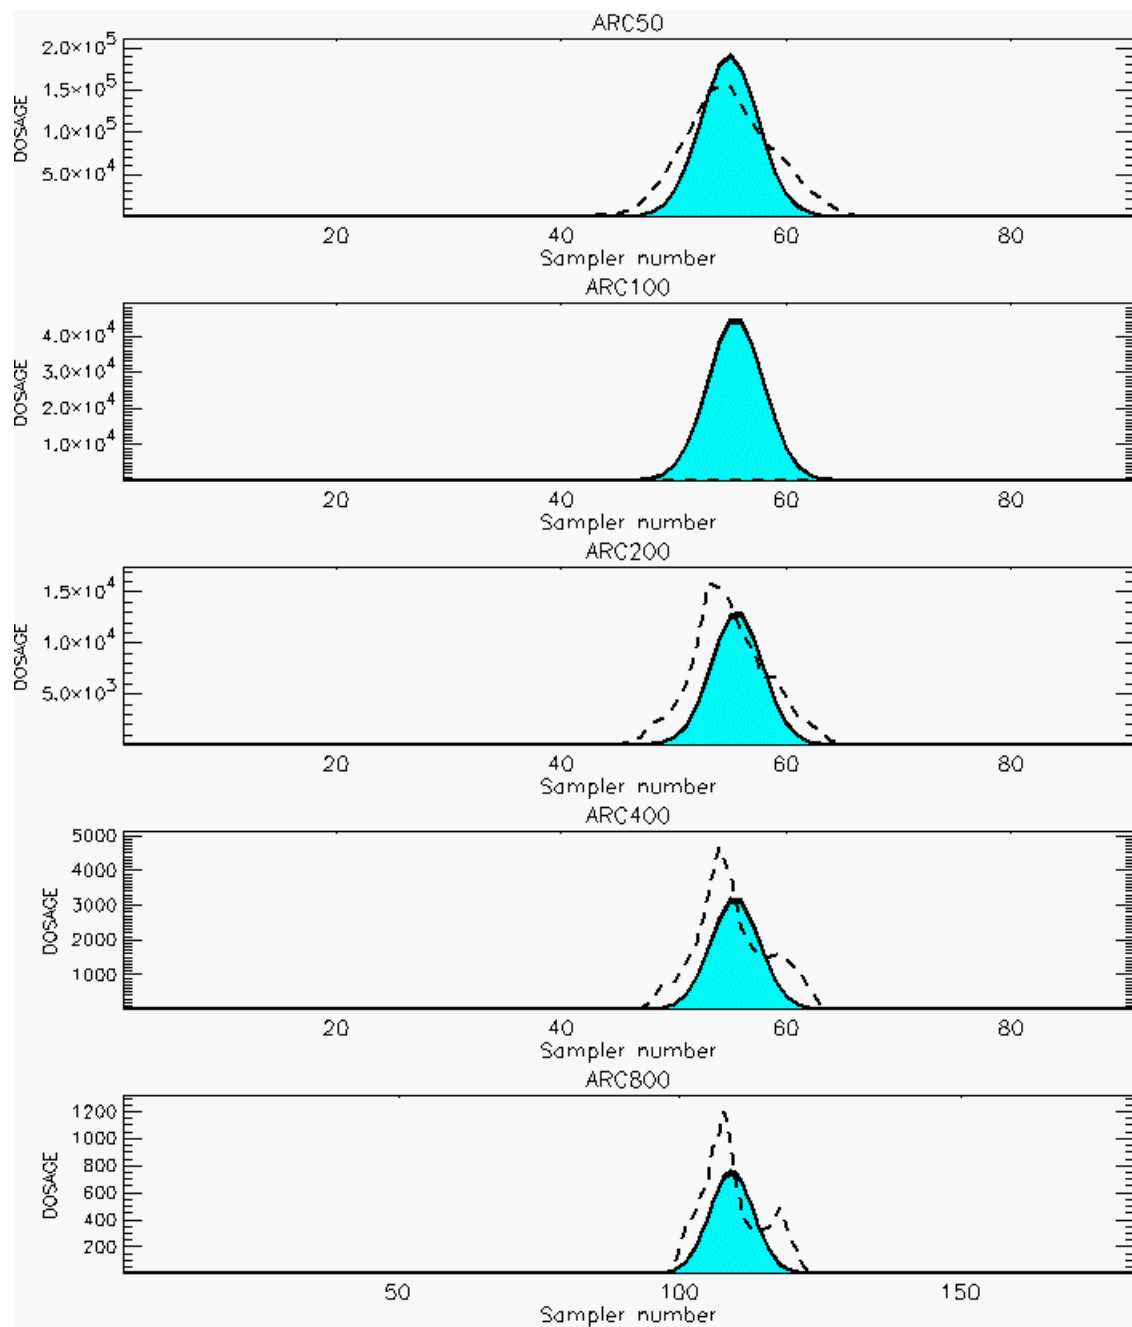 ARC50
2.0×10⁵
1.5×10⁵
1.0×10⁵
5.0×10⁴
DOSAGE
20 40 60 80
Sampler number
ARC100
4.0×10⁴
3.0×10⁴
2.0×10⁴
1.0×10⁴
DOSAGE
20 40 60 80
Sampler number
ARC200
1.5×10⁴
1.0×10⁴
5.0×10³
DOSAGE
20 40 60 80
Sampler number
ARC400
5000
4000
3000
2000
1000
DOSAGE
20 40 60 80
Sampler number
ARC800
1200
1000
800
600
400
200
DOSAGE
50 100 150
Sampler number